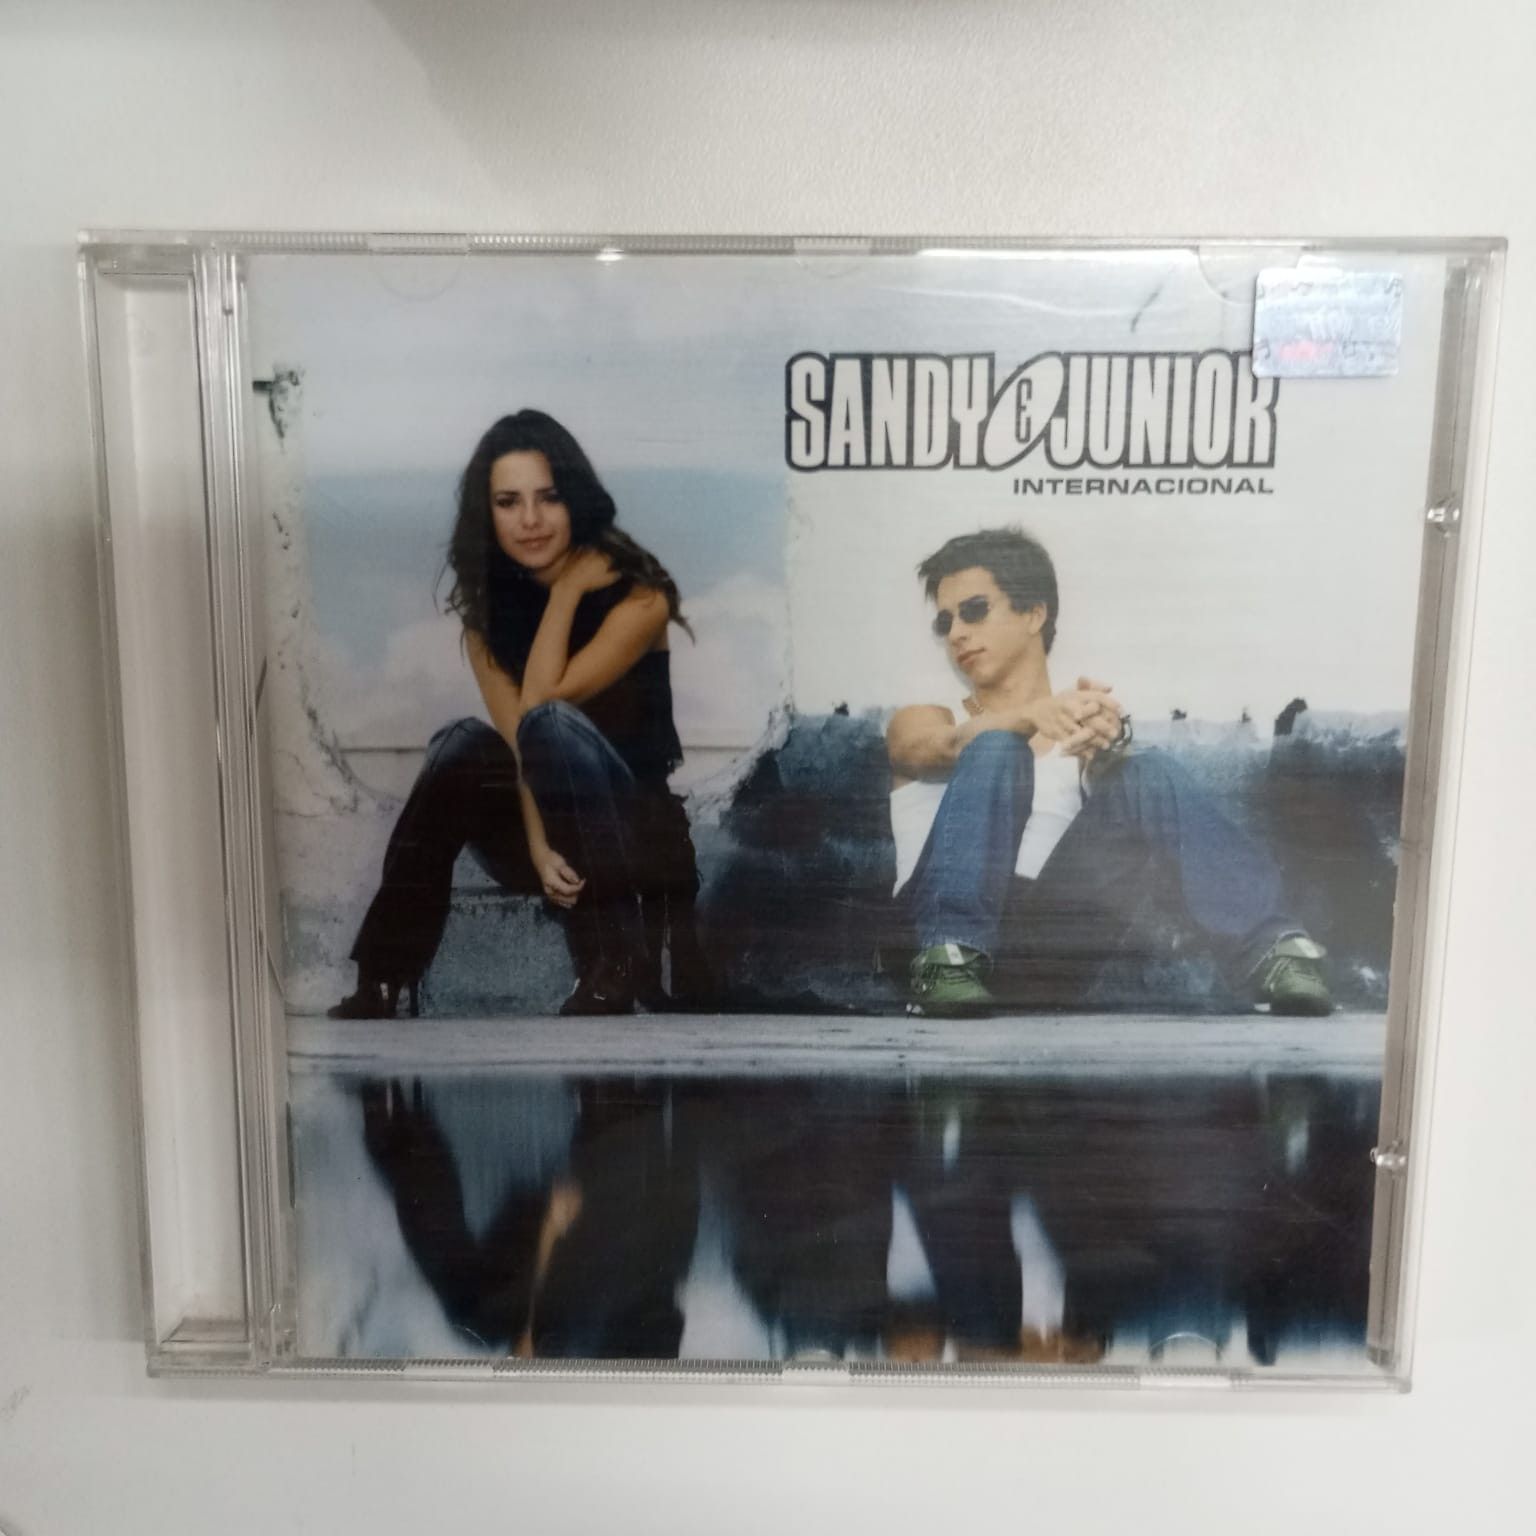 SANDY & JUNIOR
INTERNACIONAL